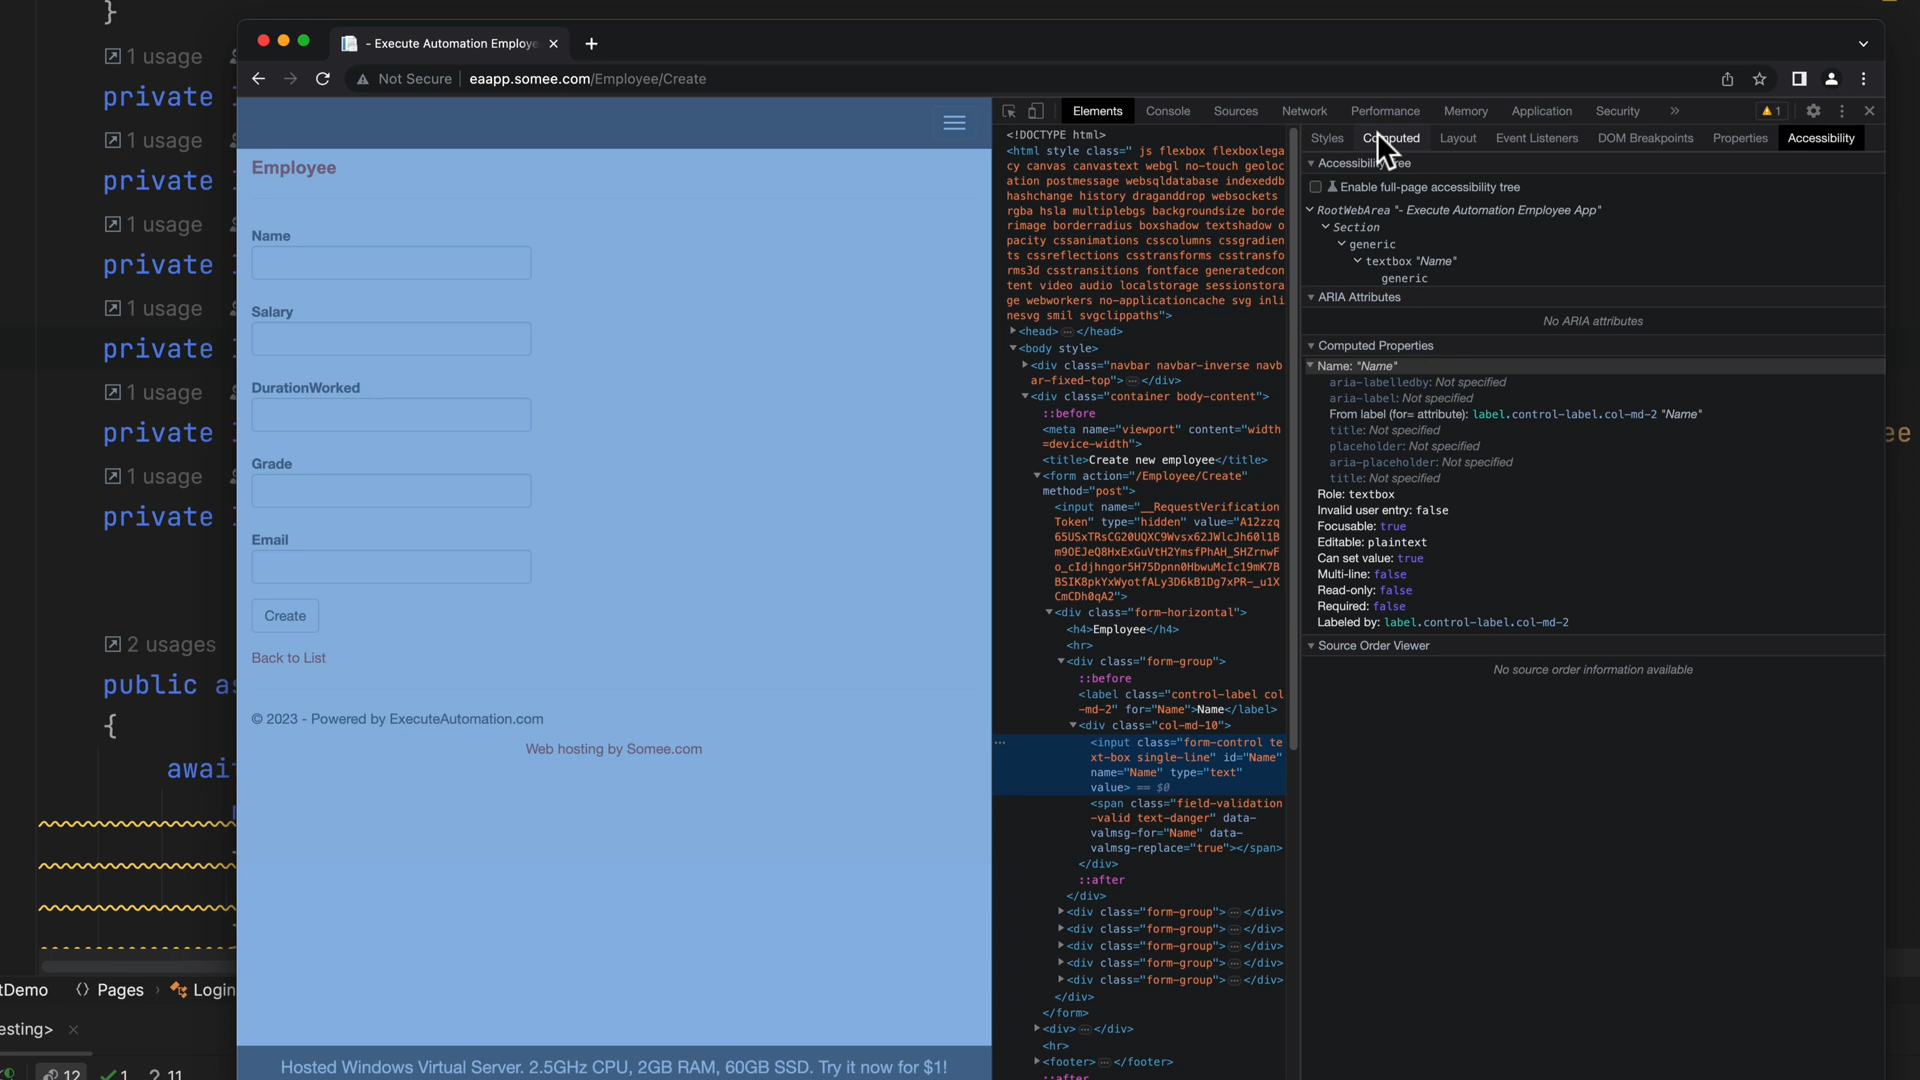 }
1 usage
private
1 usage
private
1 usage
private
1 usage
private
1 usage
private
1 usage
private
2 usages
public as
{
await
tDemo
Pages
Login
esting>
12
1
11
ee
- Execute Automation Employe
Not Secure
eaapp.somee.com/Employee/Create
Employee
Name
Salary
DurationWorked
Grade
Email
Create
Back to List
© 2023 - Powered by ExecuteAutomation.com
Web hosting by Somee.com
Hosted Windows Virtual Server. 2.5GHz CPU, 2GB RAM, 60GB SSD. Try it now for $1!
Elements Console Sources Network Performance Memory Application Security » 1
<!DOCTYPE html>
<html style class=" js flexbox flexboxlega
cy canvas canvastext webgl no-touch geoloc
ation postmessage websqldatabase indexeddb
hashchange history draganddrop websockets
rgba hsla multiplebgs backgroundsize borde
rimage borderradius boxshadow textshadow o
pacity cssanimations csscolumns cssgradien
ts cssreflections csstransforms csstransfo
rms3d csstransitions fontface generatedcon
tent video audio localstorage sessionstora
ge webworkers no-applicationcache svg inli
nesvg smil svgclippaths">
<head> … </head>
<body style>
<div class="navbar navbar-inverse navb
ar-fixed-top"> … </div>
<div class="container body-content">
::before
<meta name="viewport" content="width
=device-width">
<title>Create new employee</title>
<form action="/Employee/Create"
method="post">
<input name="__RequestVerification
Token" type="hidden" value="A12zzq
65USxTRsCG20UQXC9Wvsx62JWlcJh60l1B
m9OEJeQ8HxExGuVtH2YmsfPhAH_SHZrnwF
o_cIdjhngor5H75Dpnn0HbwuMcIc19mK7B
BSIK8pkYxWyotfALy3D6kB1Dg7xPR-_u1X
CmCDh0qA2">
<div class="form-horizontal">
<h4>Employee</h4>
<hr>
<div class="form-group">
::before
<label class="control-label col
-md-2" for="Name">Name</label>
<div class="col-md-10">
<input class="form-control te
xt-box single-line" id="Name"
name="Name" type="text"
value> == $0
<span class="field-validation
-valid text-danger" data-
valmsg-for="Name" data-
valmsg-replace="true"></span>
</div>
::after
</div>
<div class="form-group"> … </div>
<div class="form-group"> … </div>
<div class="form-group"> … </div>
<div class="form-group"> … </div>
<div class="form-group"> … </div>
</div>
</form>
<div> … </div>
<hr>
<footer> … </footer>
::after
Styles Computed Layout Event Listeners DOM Breakpoints Properties Accessibility
Accessibility Tree
Enable full-page accessibility tree
RootWebArea "- Execute Automation Employee App"
Section
generic
textbox "Name"
generic
ARIA Attributes
No ARIA attributes
Computed Properties
Name: "Name"
aria-labelledby: Not specified
aria-label: Not specified
From label (for= attribute): label.control-label.col-md-2 "Name"
title: Not specified
placeholder: Not specified
aria-placeholder: Not specified
title: Not specified
Role: textbox
Invalid user entry: false
Focusable: true
Editable: plaintext
Can set value: true
Multi-line: false
Read-only: false
Required: false
Labeled by: label.control-label.col-md-2
Source Order Viewer
No source order information available